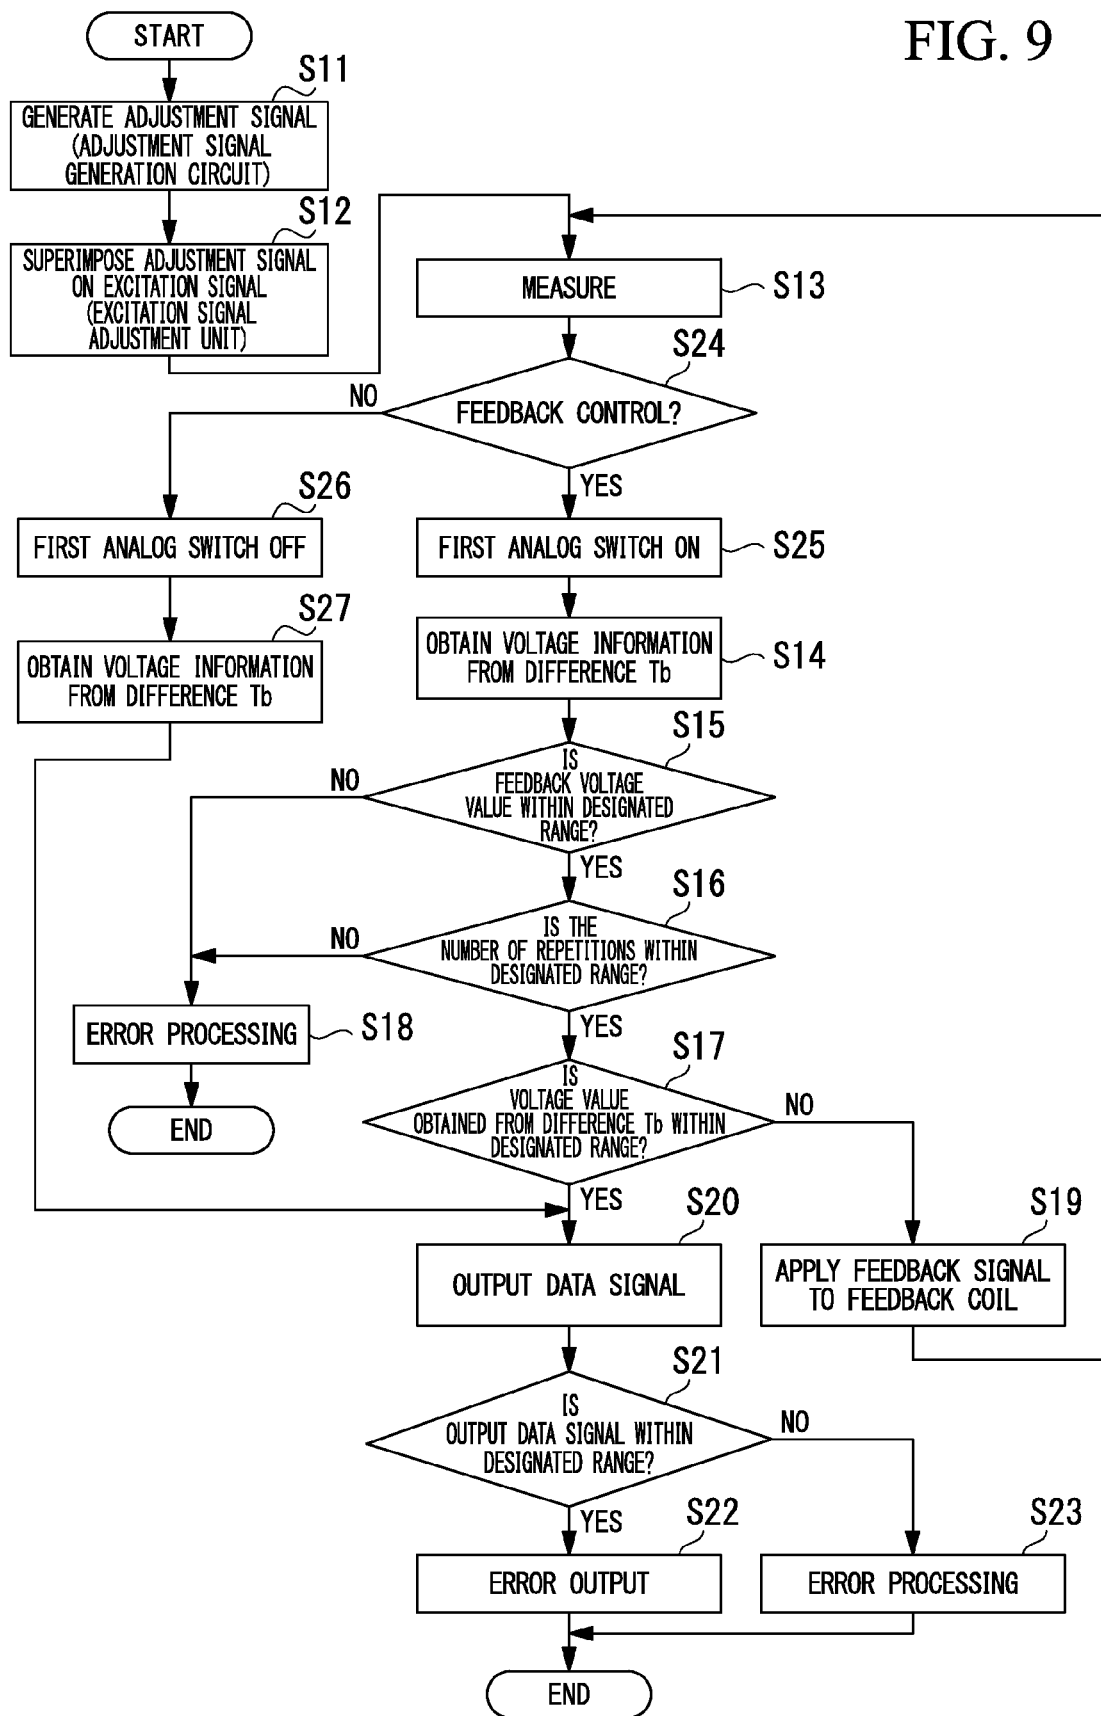 FIG. 9
START
S11
GENERATE ADJUSTMENT SIGNAL
(ADJUSTMENT SIGNAL
GENERATION CIRCUIT)
S12
SUPERIMPOSE ADJUSTMENT SIGNAL
ON EXCITATION SIGNAL
(EXCITATION SIGNAL
ADJUSTMENT UNIT)
MEASURE
S13
S24
FEEDBACK CONTROL?
NO
YES
S26
FIRST ANALOG SWITCH OFF
FIRST ANALOG SWITCH ON
S25
S27
OBTAIN VOLTAGE INFORMATION
FROM DIFFERENCE Tb
OBTAIN VOLTAGE INFORMATION
FROM DIFFERENCE Tb
S14
S15
IS
FEEDBACK VOLTAGE
VALUE WITHIN DESIGNATED
RANGE?
NO
YES
S16
IS THE
NUMBER OF REPETITIONS WITHIN
DESIGNATED RANGE?
NO
YES
ERROR PROCESSING
S18
END
S17
IS
VOLTAGE VALUE
OBTAINED FROM DIFFERENCE Tb WITHIN
DESIGNATED RANGE?
NO
YES
S20
OUTPUT DATA SIGNAL
S19
APPLY FEEDBACK SIGNAL
TO FEEDBACK COIL
S21
IS
OUTPUT DATA SIGNAL WITHIN
DESIGNATED RANGE?
NO
YES
S22
ERROR OUTPUT
S23
ERROR PROCESSING
END